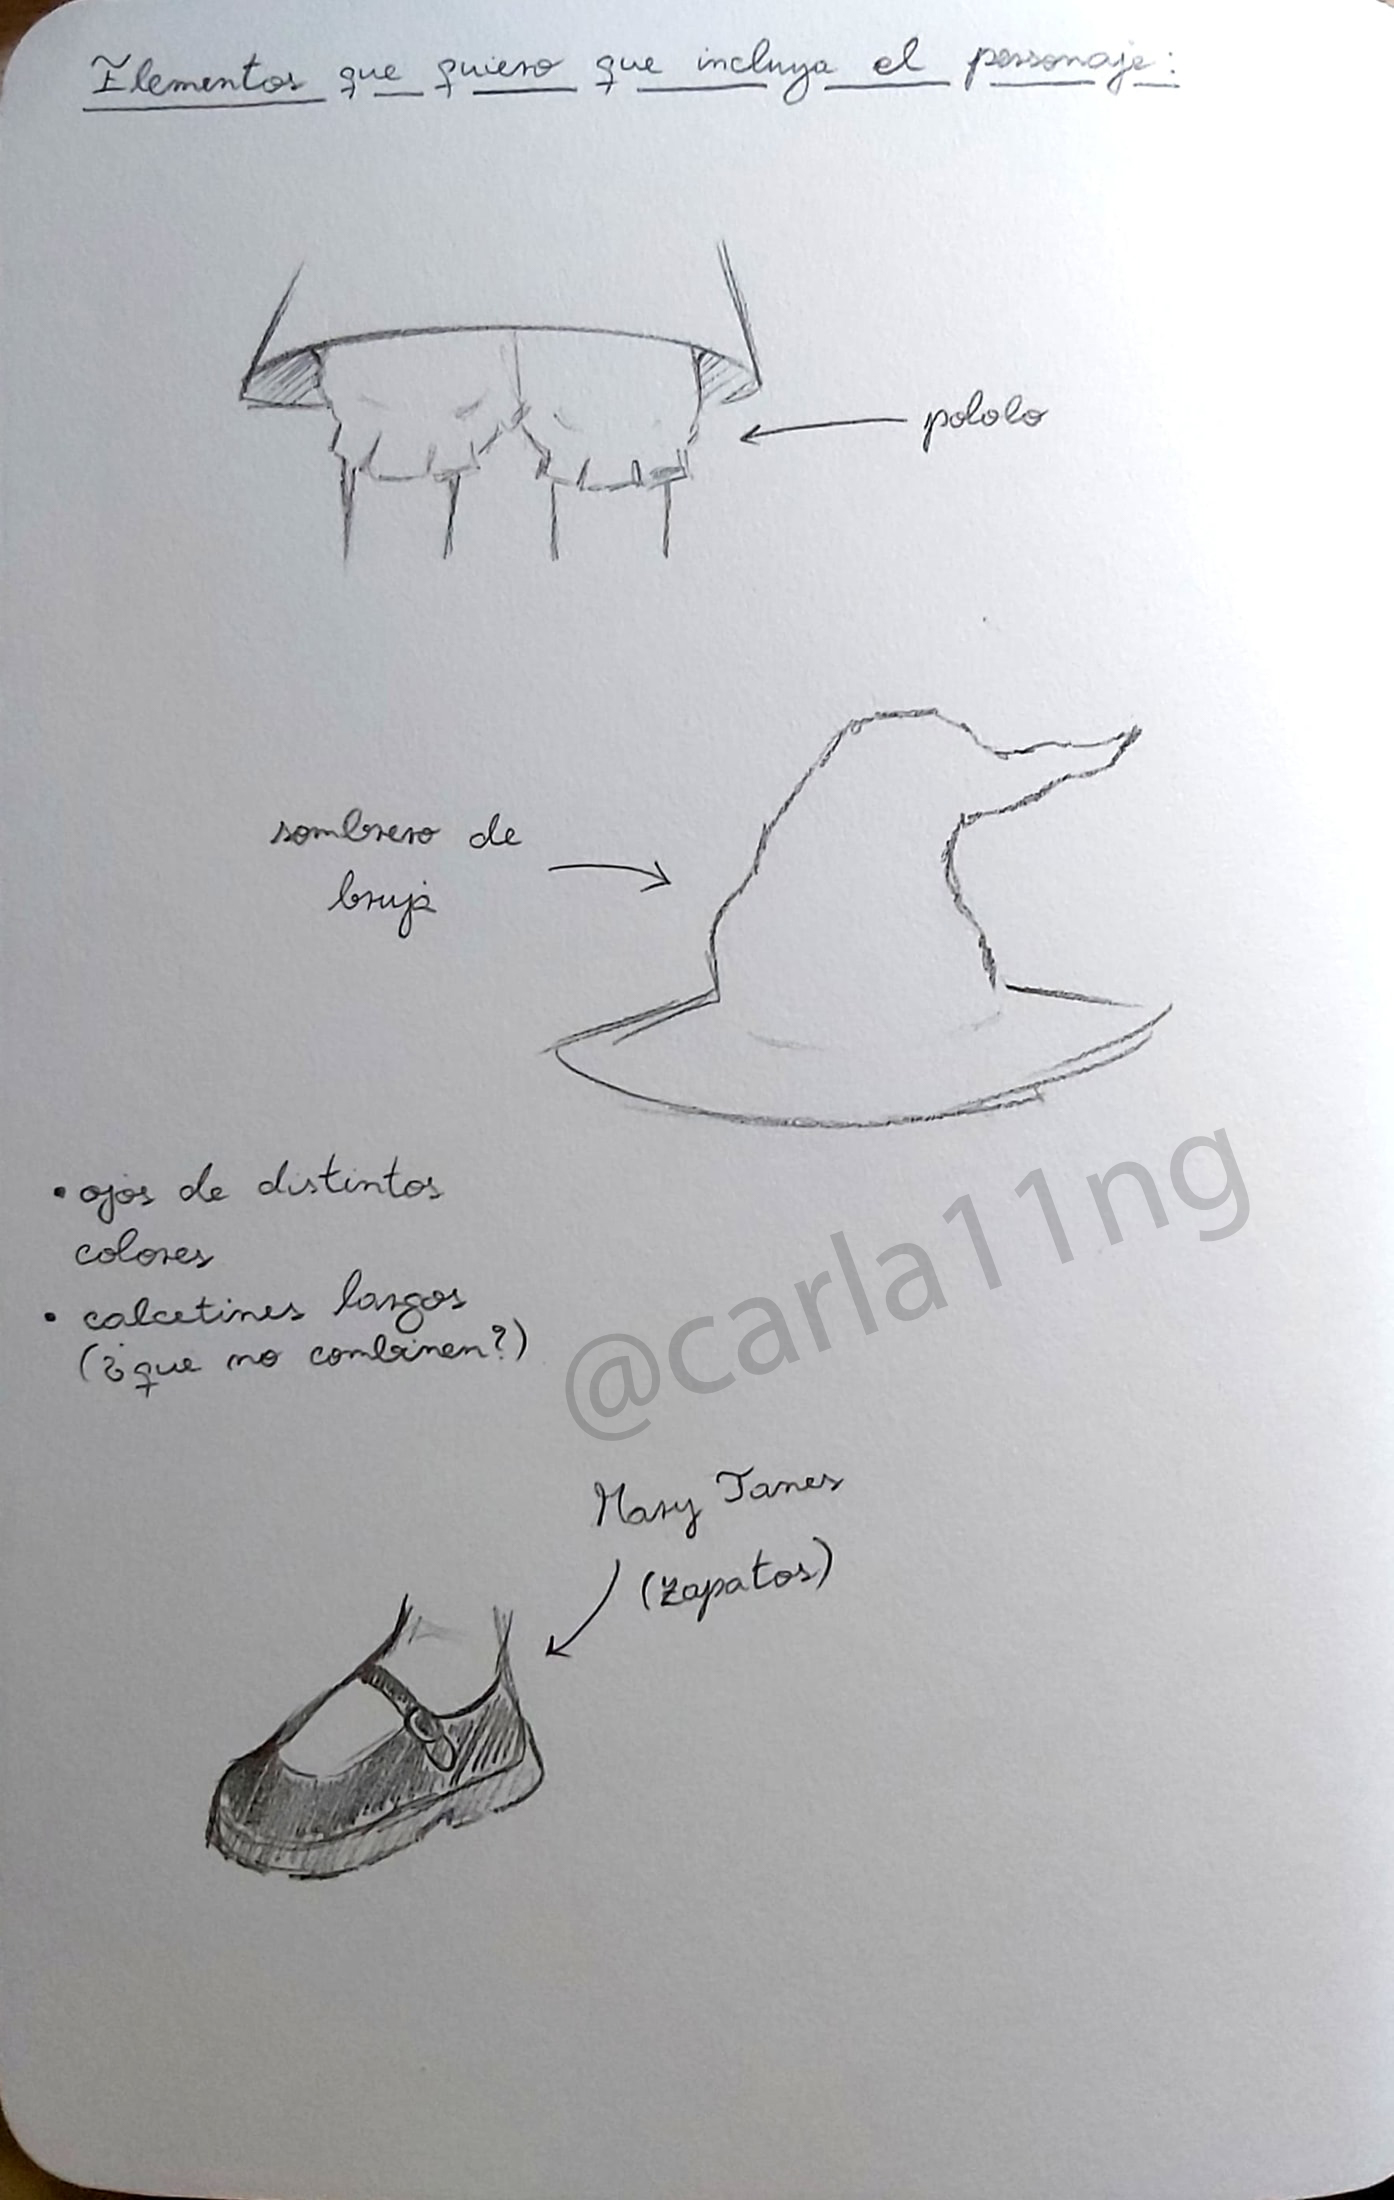 Elementos que quiero que incluya el personaje:
pololo
sombrero de
bruja
• ojos de distintos
colores
• calcetines largos
(¿que no combinen?)
@carla11ng
Mary Janes
(zapatos)